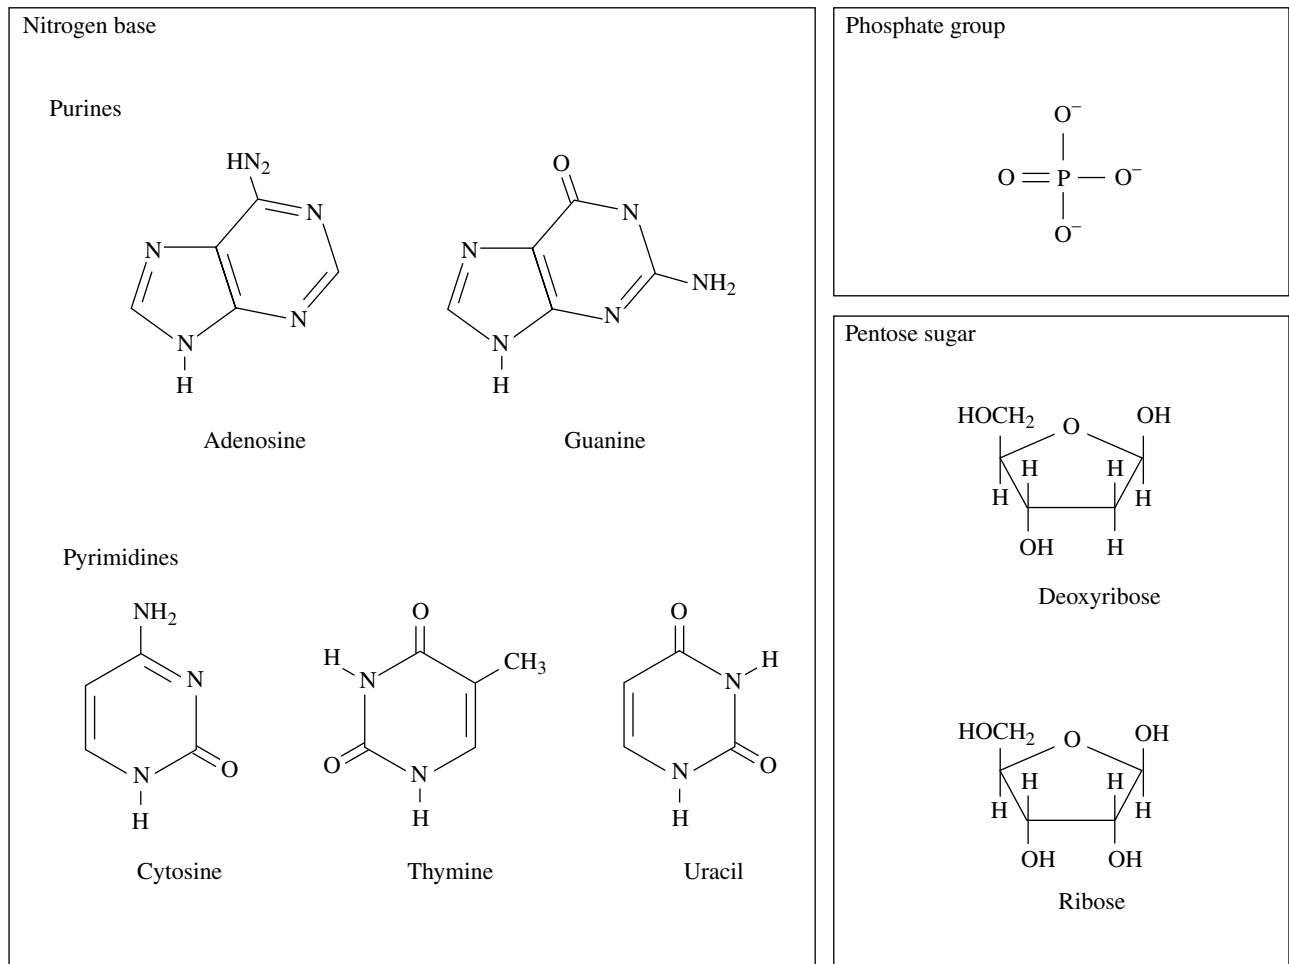 Nitrogen base
Purines
HN₂
N
N
N
N
H
Adenosine
O
N
N
NH₂
N
N
H
Guanine
Pyrimidines
NH₂
N
N
O
H
Cytosine
O
H
N
CH₃
O
N
H
Thymine
O
H
N
N
O
H
Uracil
Phosphate group
O⁻
O
P
O⁻
O⁻
Pentose sugar
HOCH₂
O
OH
H
H
H
H
OH
H
Deoxyribose
HOCH₂
O
OH
H
H
H
H
OH
OH
Ribose